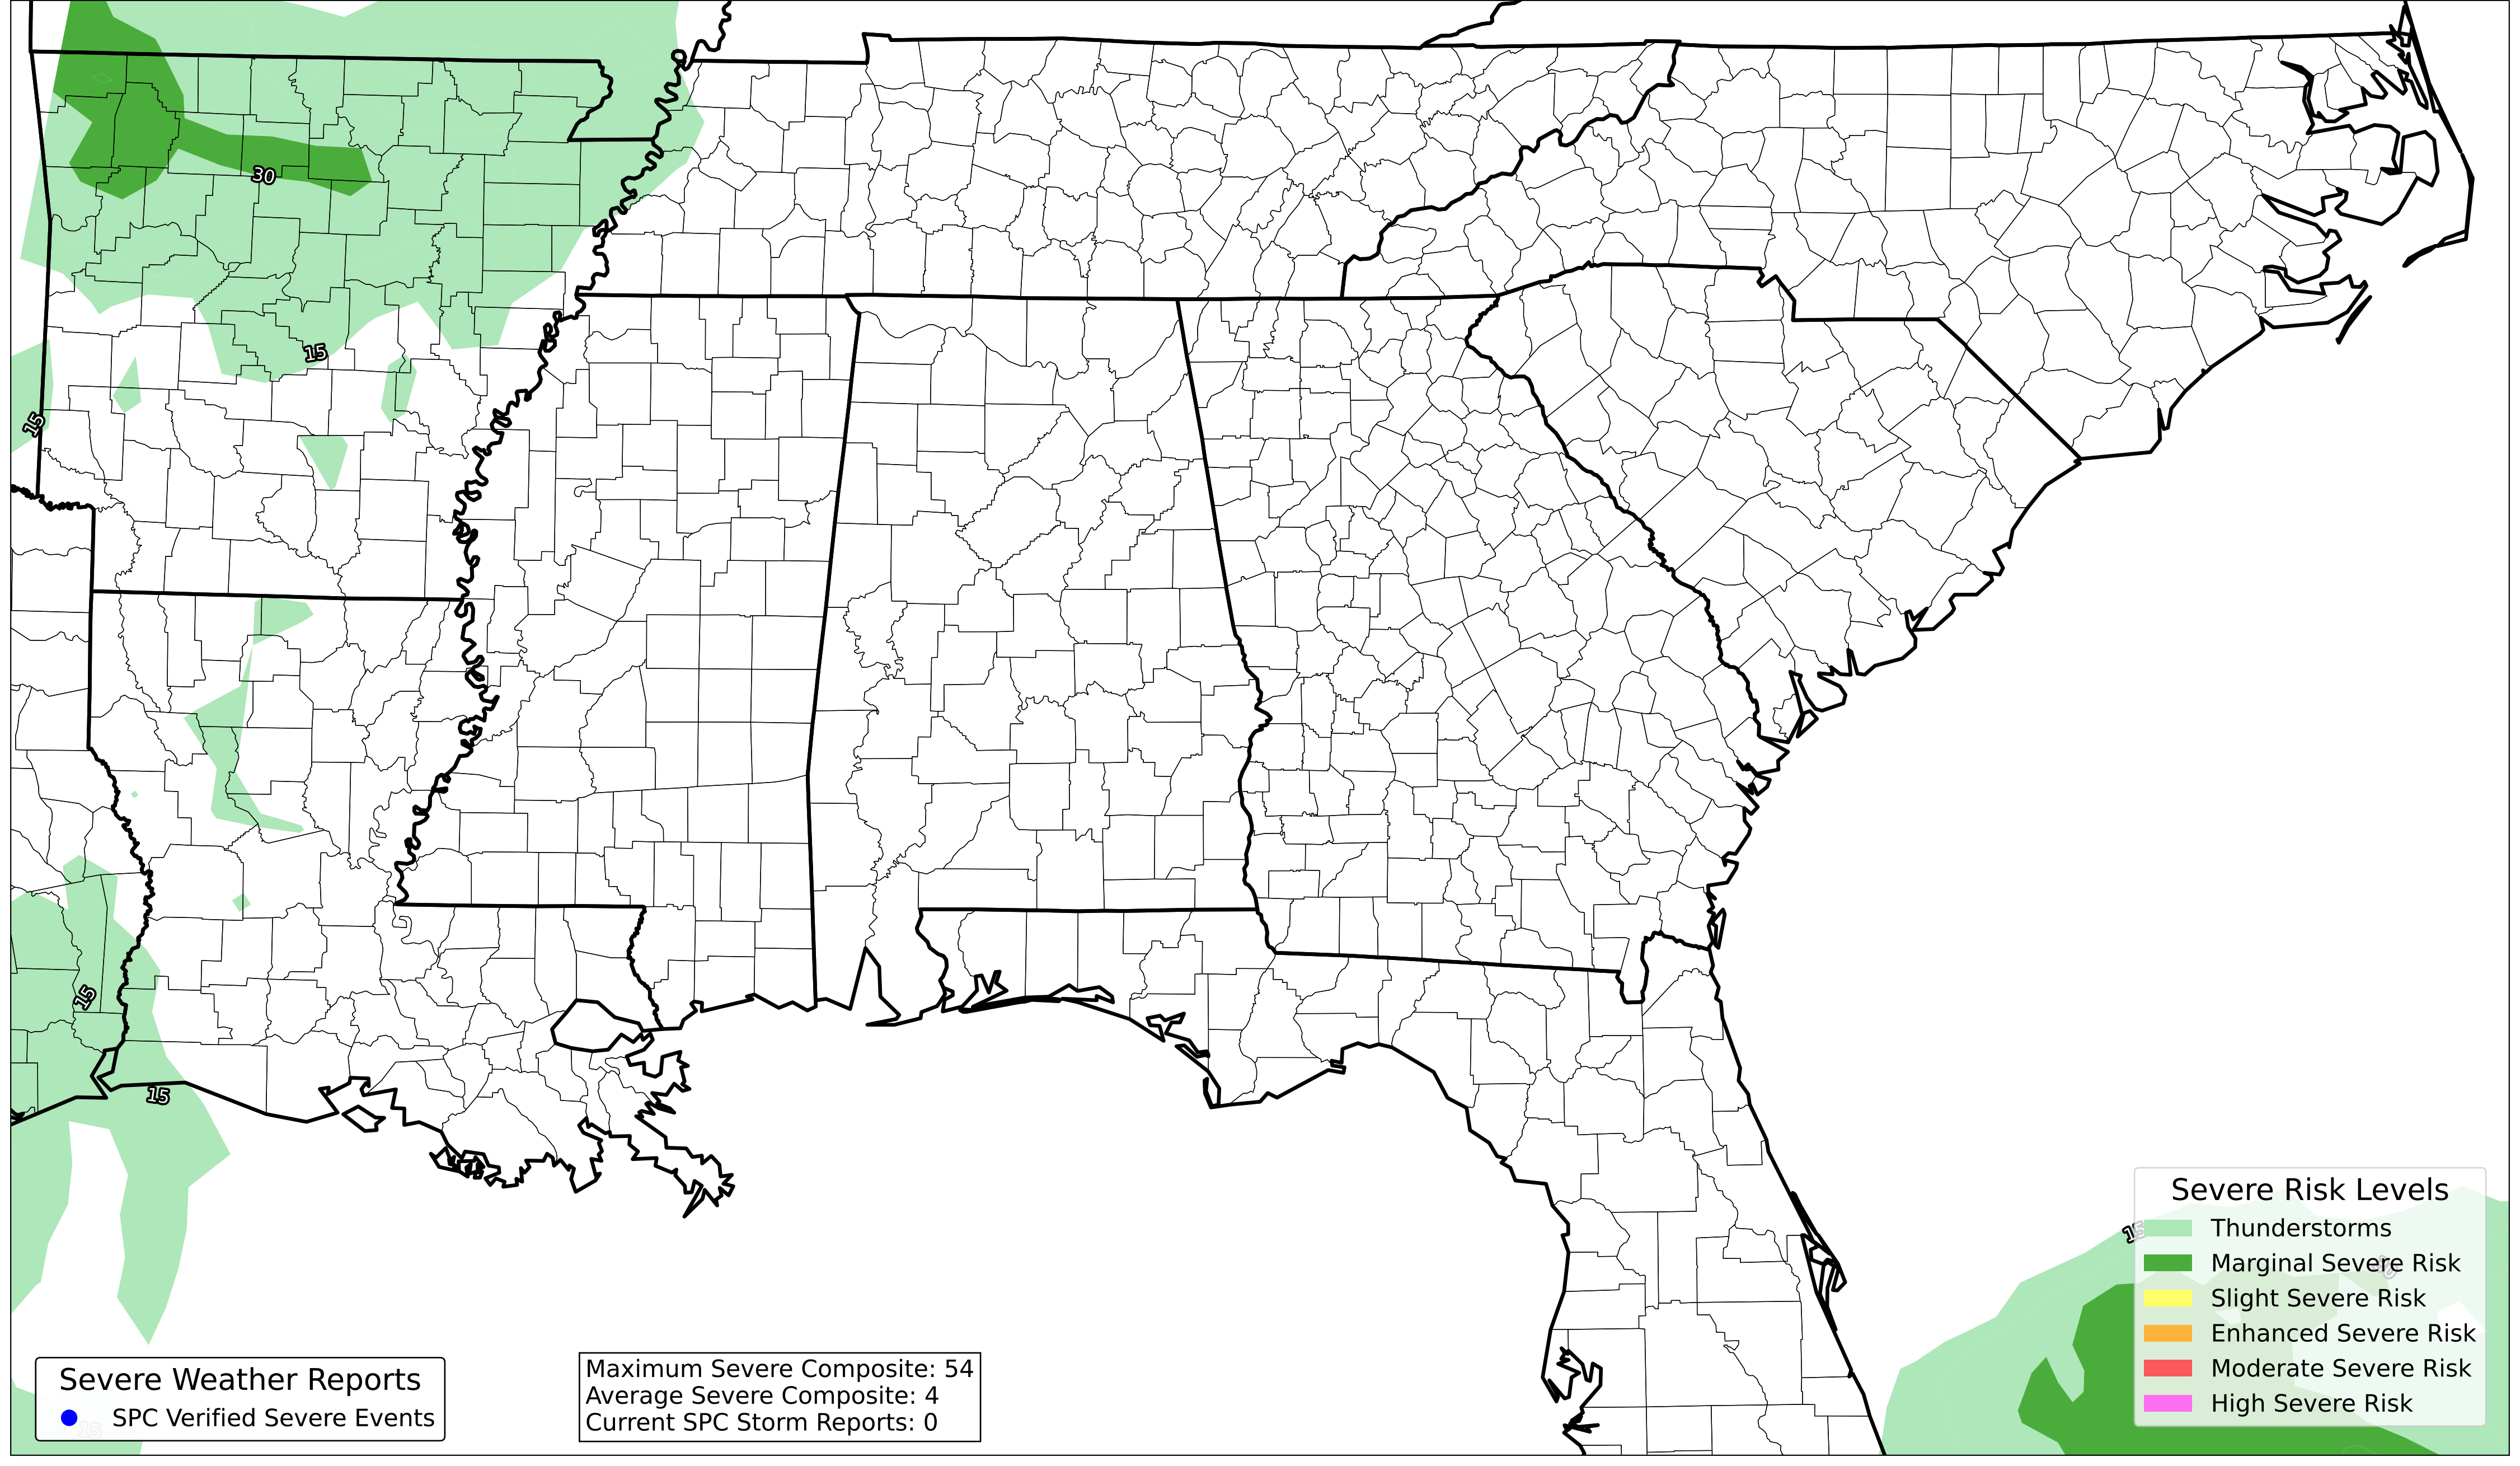 30
15
15
15
15
15
Severe Risk Levels
Thunderstorms
Marginal Severe Risk
Slight Severe Risk
Enhanced Severe Risk
Moderate Severe Risk
High Severe Risk
Severe Weather Reports
SPC Verified Severe Events
15
Maximum Severe Composite: 54
Average Severe Composite: 4
Current SPC Storm Reports: 0